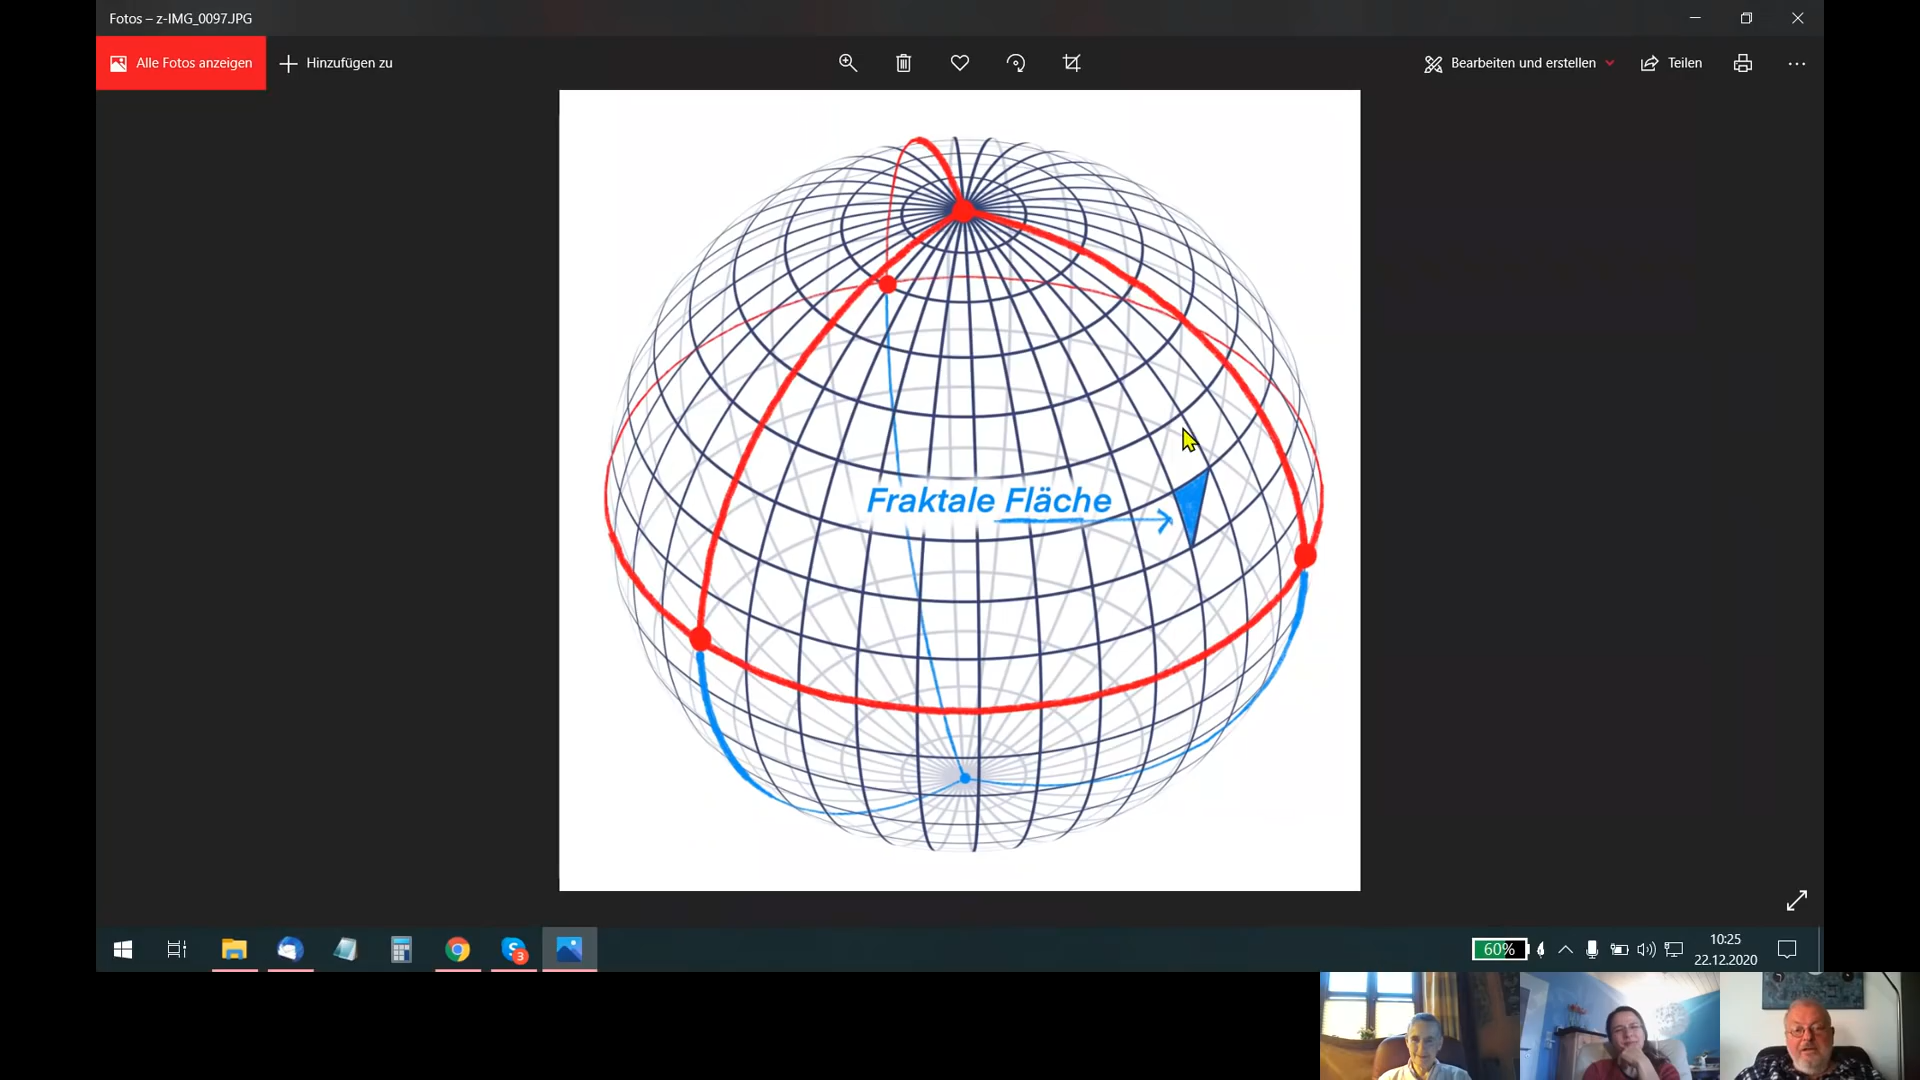 Fotos – z-IMG_0097.JPG
Alle Fotos anzeigen
Hinzufügen zu
Bearbeiten und erstellen
Teilen
Fraktale Fläche
3
60%
10:25
22.12.2020